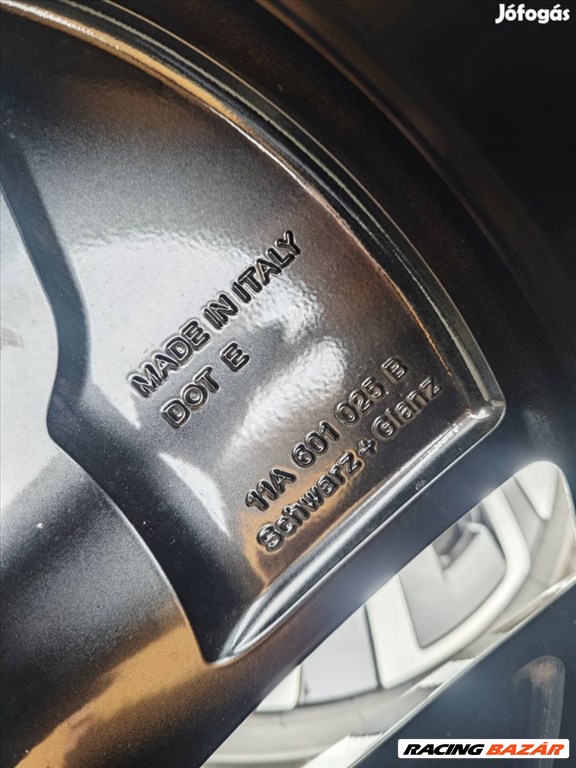 Jófogás
MADE IN ITALY
DOT E
11A 601 025 B
Schwarz + Glanz
RACING BAZÁR